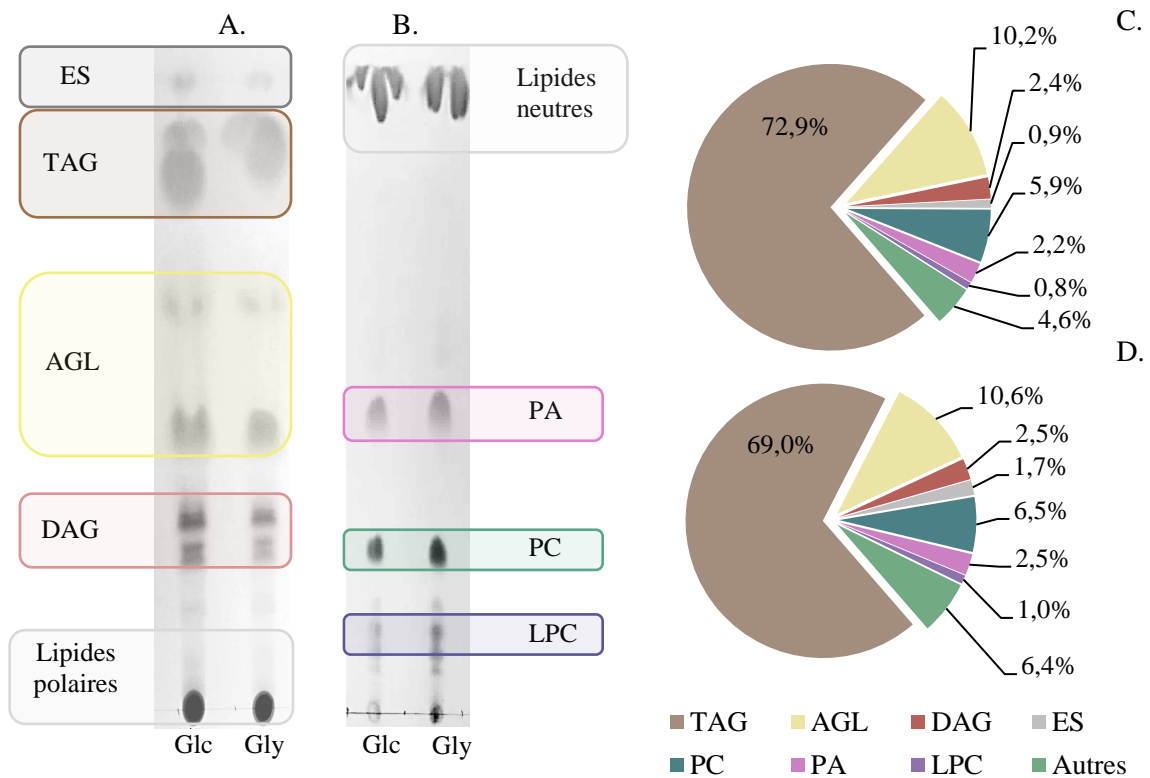 A.
ES
TAG
AGL
DAG
Lipides
polaires
Glc Gly
B.
Lipides
neutres
PA
PC
LPC
Glc Gly
C.
72,9%
10,2%
2,4%
0,9%
5,9%
2,2%
0,8%
4,6%
D.
69,0%
10,6%
2,5%
1,7%
6,5%
2,5%
1,0%
6,4%
TAG AGL DAG ES
PC PA LPC Autres